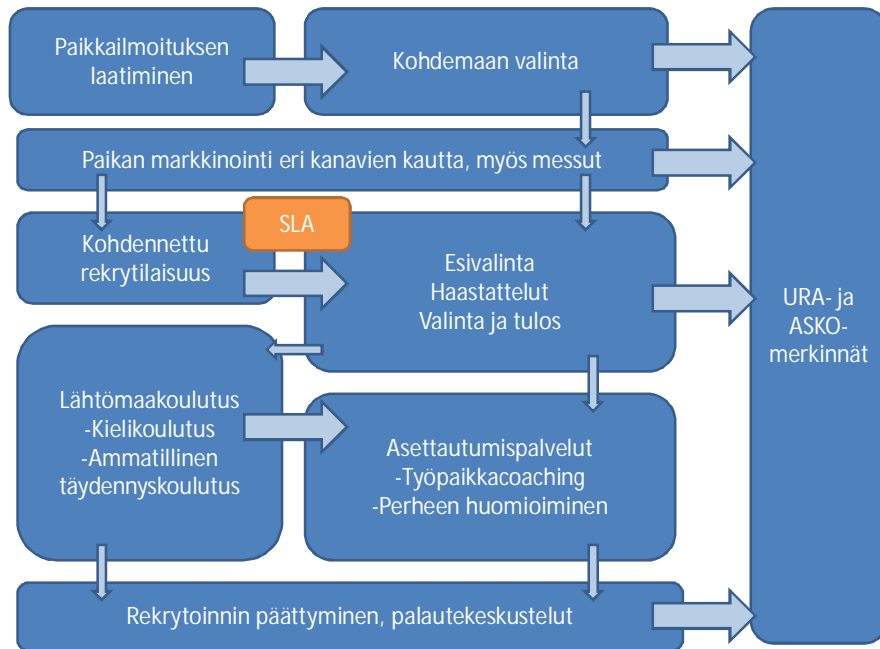 Paikkailmoituksen
laatiminen
Kohdemaan valinta
Paikan markkinointi eri kanavien kautta, myös messut
SLA
Kohdennettu
rekrytilaisuus
Esivalinta
Haastattelut
Valinta ja tulos
URA- ja
ASKO-
merkinnät
Lähtömaakoulutus
-Kielikoulutus
-Ammatillinen
täydennyskoulutus
Asettautumispalvelut
-Työpaikkacoaching
-Perheen huomioiminen
Rekrytoinnin päättyminen, palautekeskustelut